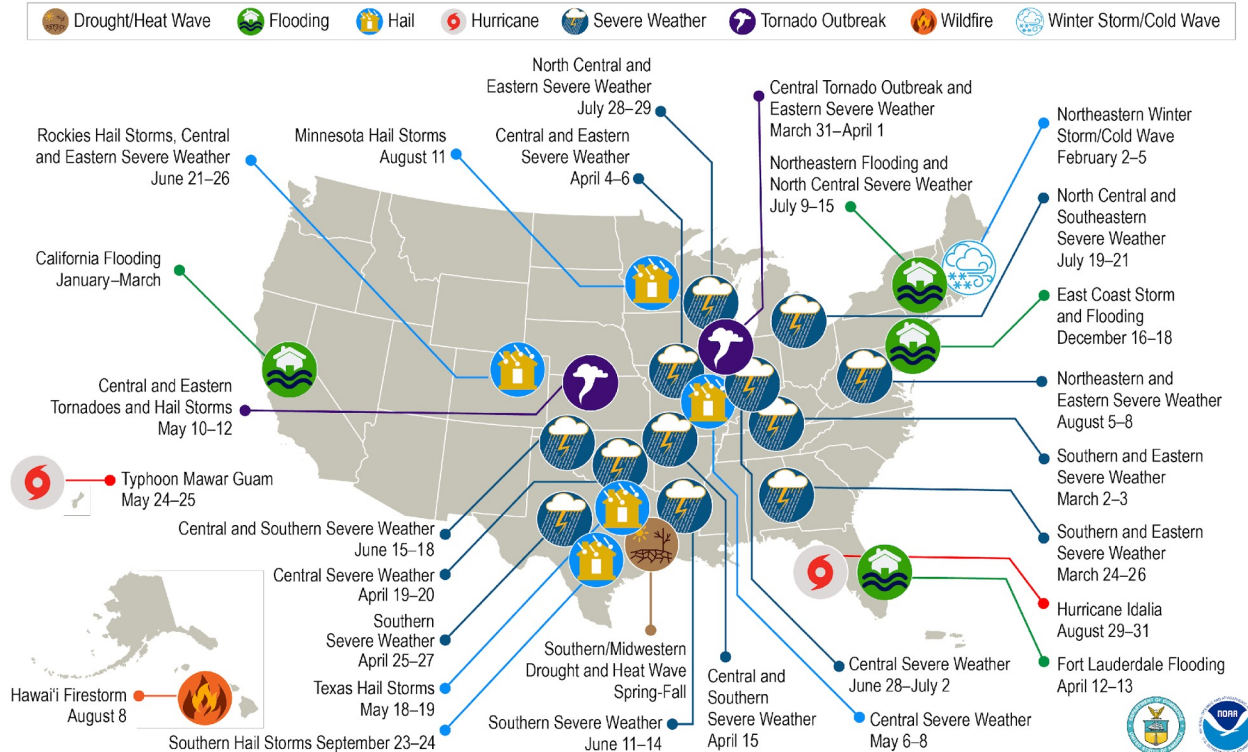 Drought/Heat Wave
Flooding
Hail
Hurricane
Severe Weather
Tornado Outbreak
Wildfire
Winter Storm/Cold Wave
North Central and
Eastern Severe Weather
July 28–29
Central Tornado Outbreak and
Eastern Severe Weather
March 31–April 1
Northeastern Winter
Storm/Cold Wave
February 2–5
Rockies Hail Storms, Central
and Eastern Severe Weather
June 21–26
Minnesota Hail Storms
August 11
Central and Eastern
Severe Weather
April 4–6
Northeastern Flooding and
North Central Severe Weather
July 9–15
North Central and
Southeastern
Severe Weather
July 19–21
California Flooding
January–March
East Coast Storm
and Flooding
December 16–18
Central and Eastern
Tornadoes and Hail Storms
May 10–12
Northeastern and
Eastern Severe Weather
August 5–8
Typhoon Mawar Guam
May 24–25
Southern and Eastern
Severe Weather
March 2–3
Central and Southern Severe Weather
June 15–18
Southern and Eastern
Severe Weather
March 24–26
Central Severe Weather
April 19–20
Hurricane Idalia
August 29–31
Southern
Severe Weather
April 25–27
Southern/Midwestern
Drought and Heat Wave
Spring-Fall
Central Severe Weather
June 28–July 2
Fort Lauderdale Flooding
April 12–13
Hawai‘i Firestorm
August 8
Texas Hail Storms
May 18–19
Central and
Southern
Severe Weather
April 15
Southern Hail Storms September 23–24
Southern Severe Weather
June 11–14
Central Severe Weather
May 6–8
NOAA